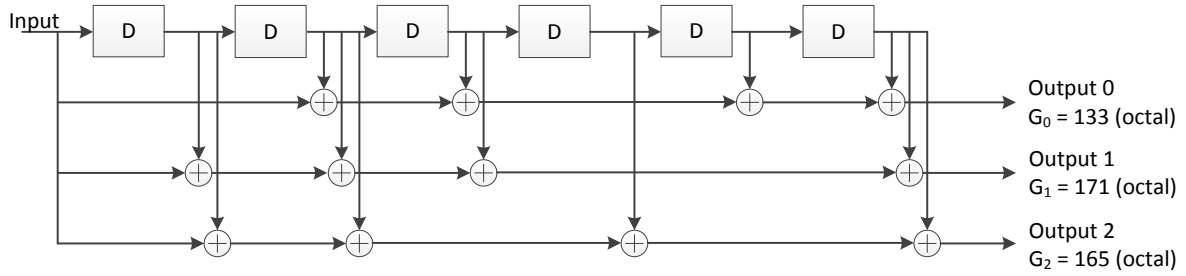 Input
D D D D D D
Output 0
G₀ = 133 (octal)
Output 1
G₁ = 171 (octal)
Output 2
G₂ = 165 (octal)